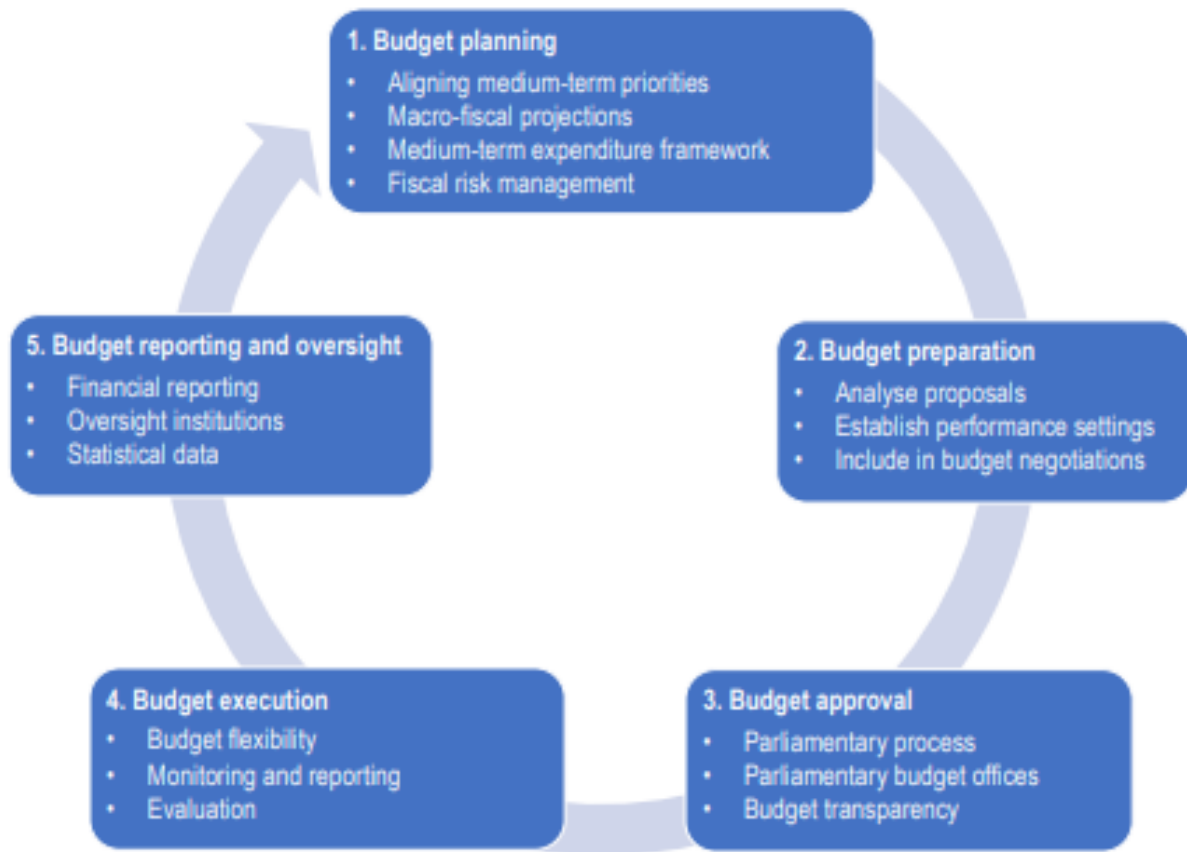 1. Budget planning
• Aligning medium-term priorities
• Macro-fiscal projections
• Medium-term expenditure framework
• Fiscal risk management
2. Budget preparation
• Analyse proposals
• Establish performance settings
• Include in budget negotiations
3. Budget approval
• Parliamentary process
• Parliamentary budget offices
• Budget transparency
4. Budget execution
• Budget flexibility
• Monitoring and reporting
• Evaluation
5. Budget reporting and oversight
• Financial reporting
• Oversight institutions
• Statistical data